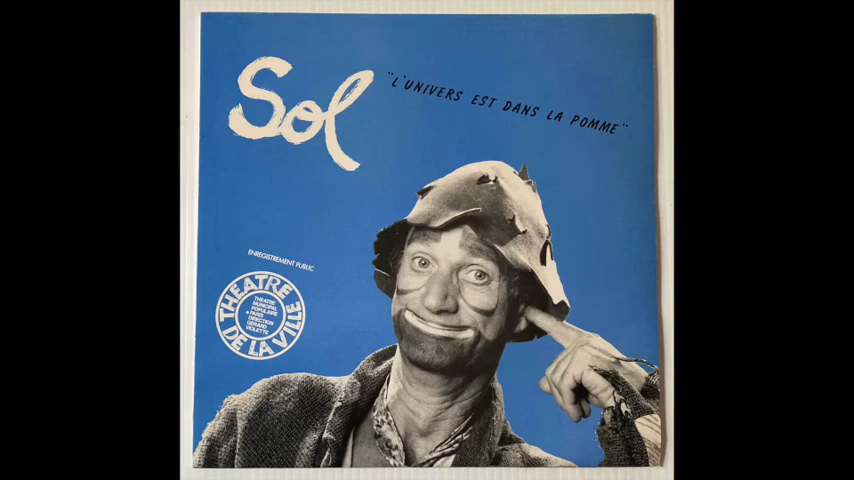 Sol
"L'UNIVERS EST DANS LA POMME"
ENREGISTREMENT PUBLIC
THEATRE
DE LA VILLE
THEATRE
MUNICIPAL
POPULAIRE
PARIS
DIRECTION
GERARD
VIOLETTE